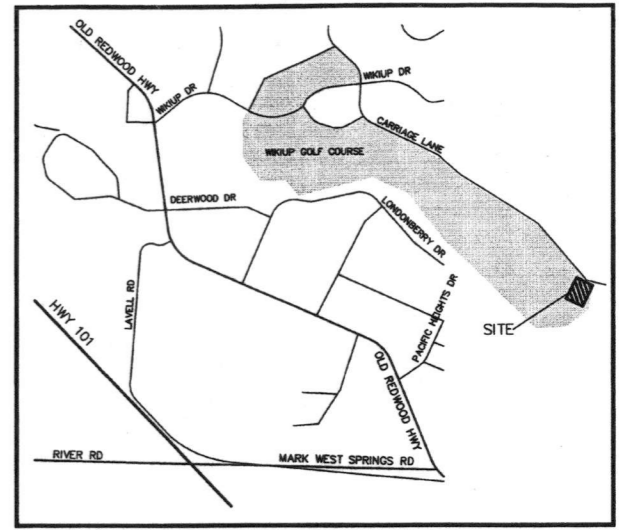 OLD REDWOOD HWY
WIKIUP DR
WIKIUP DR
CARRIAGE LANE
WIKIUP GOLF COURSE
DEERWOOD DR
LONDONBERRY DR
LAVELL RD
PACIFIC HEIGHTS DR
HWY 101
SITE
OLD REDWOOD HWY
RIVER RD
MARK WEST SPRINGS RD